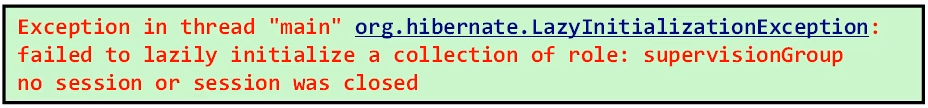 Exception in thread "main" org.hibernate.LazyInitializationException:
failed to lazily initialize a collection of role: supervisionGroup
no session or session was closed